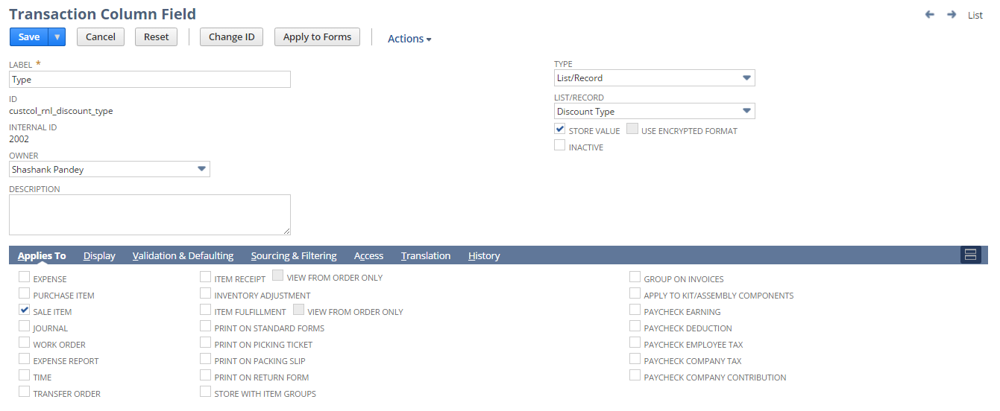 Transaction Column Field
List
Save
Cancel
Reset
Change ID
Apply to Forms
Actions
LABEL *
Type
ID
custcol_rnl_discount_type
INTERNAL ID
2002
OWNER
Shashank Pandey
DESCRIPTION
TYPE
List/Record
LIST/RECORD
Discount Type
STORE VALUE USE ENCRYPTED FORMAT
INACTIVE
Applies To Display Validation & Defaulting Sourcing & Filtering Access Translation History
EXPENSE
PURCHASE ITEM
SALE ITEM
JOURNAL
WORK ORDER
EXPENSE REPORT
TIME
TRANSFER ORDER
ITEM RECEIPT VIEW FROM ORDER ONLY
INVENTORY ADJUSTMENT
ITEM FULFILLMENT VIEW FROM ORDER ONLY
PRINT ON STANDARD FORMS
PRINT ON PICKING TICKET
PRINT ON PACKING SLIP
PRINT ON RETURN FORM
STORE WITH ITEM GROUPS
GROUP ON INVOICES
APPLY TO KIT/ASSEMBLY COMPONENTS
PAYCHECK EARNING
PAYCHECK DEDUCTION
PAYCHECK EMPLOYEE TAX
PAYCHECK COMPANY TAX
PAYCHECK COMPANY CONTRIBUTION